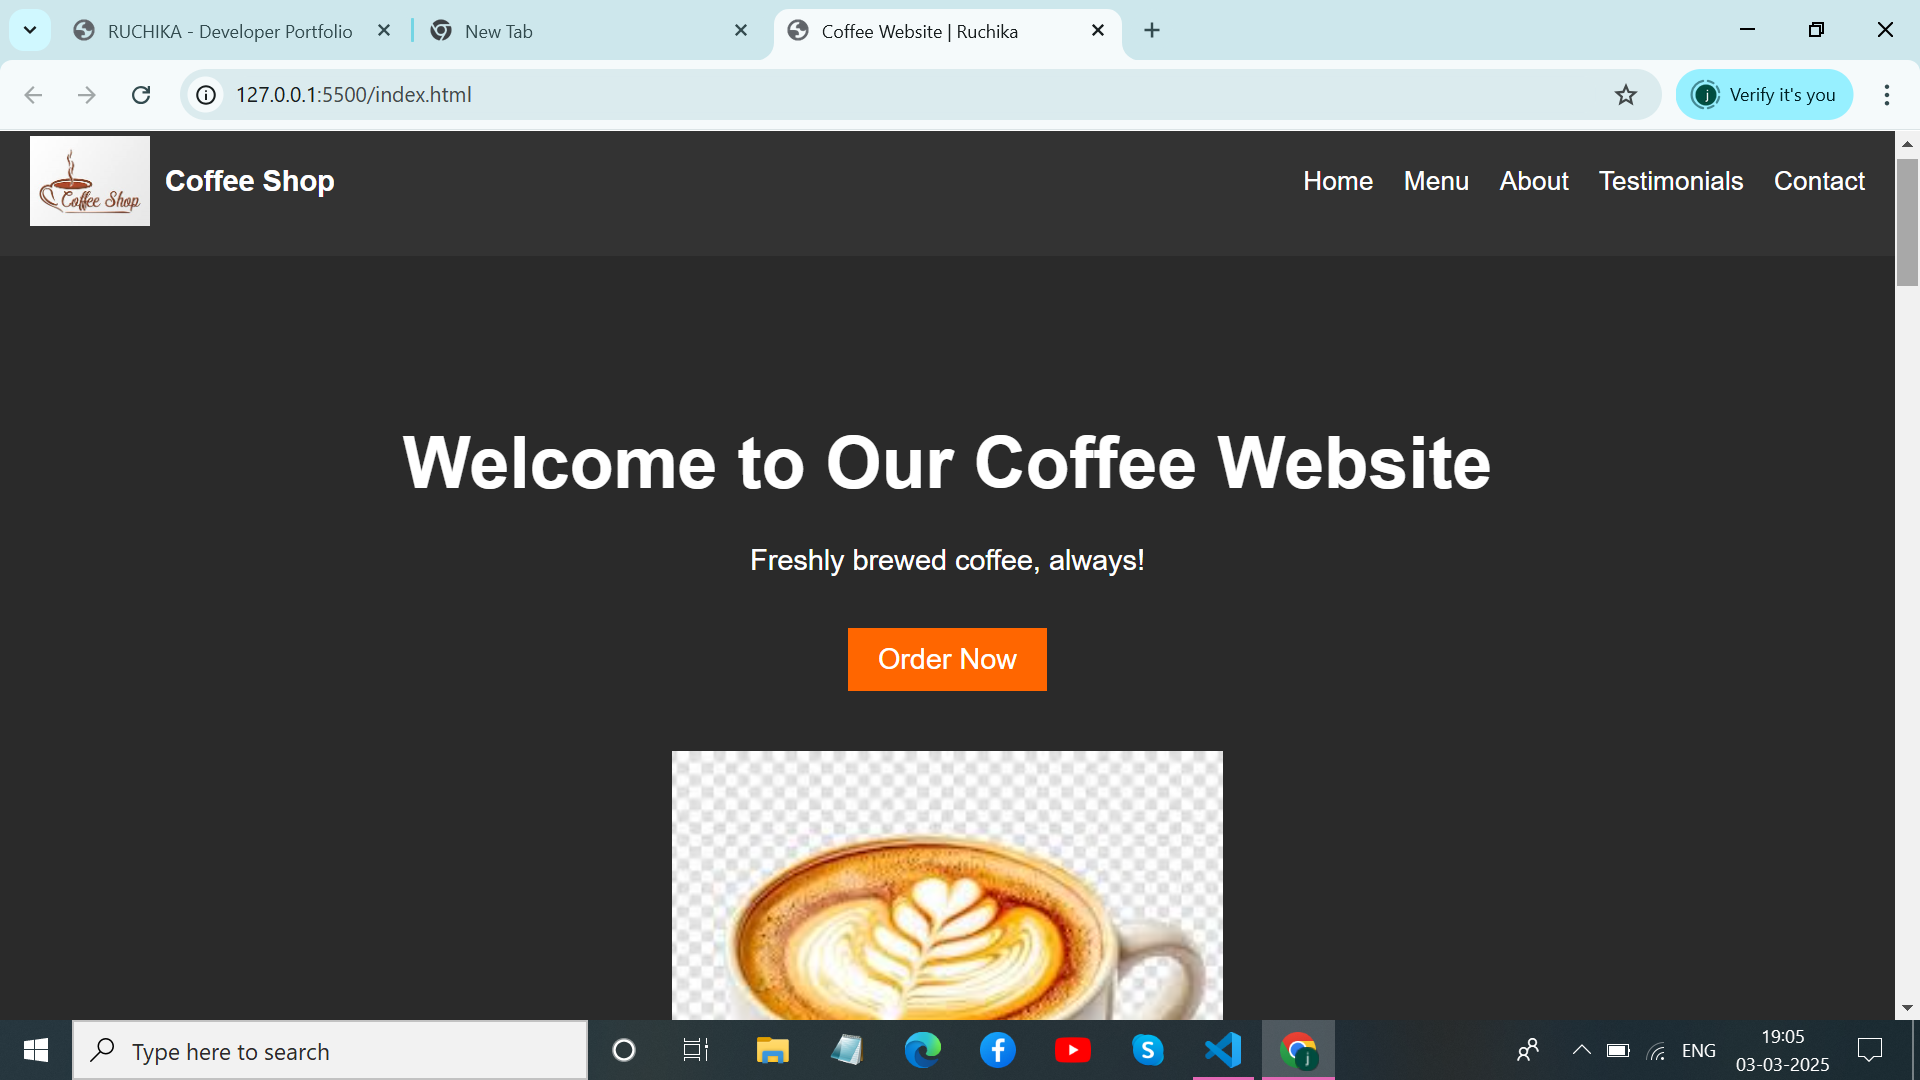 RUCHIKA - Developer Portfolio
New Tab
Coffee Website | Ruchika
127.0.0.1:5500/index.html
j
Verify it's you
Coffee Shop
Coffee Shop
Home Menu About Testimonials Contact
Welcome to Our Coffee Website
Freshly brewed coffee, always!
Order Now
Type here to search
S
j
ENG
19:05
03-03-2025